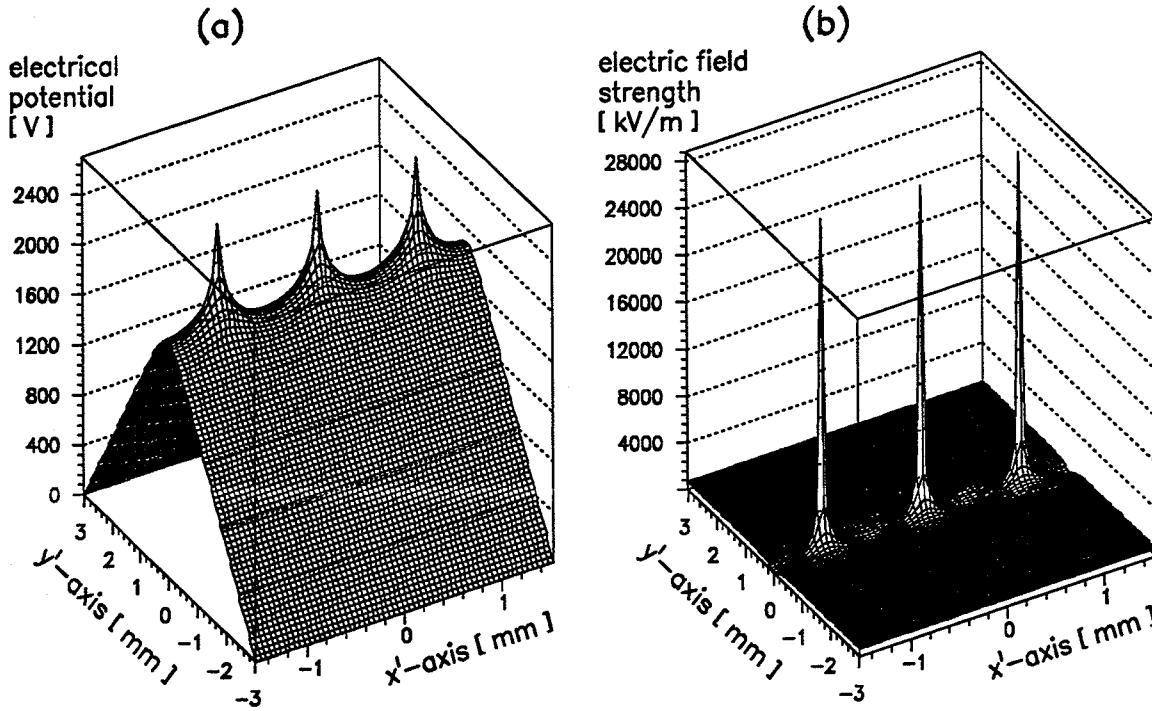 (a)
electrical
potential
[ V ]
2400
2000
1600
1200
800
400
0
3
2
1
0
-1
-2
-3
y'-axis [ mm ]
-1
0
1
x'-axis [ mm ]
(b)
electric field
strength
[ kV/m ]
28000
24000
20000
16000
12000
8000
4000
3
2
1
0
-1
-2
-3
y'-axis [ mm ]
-1
0
1
x'-axis [ mm ]